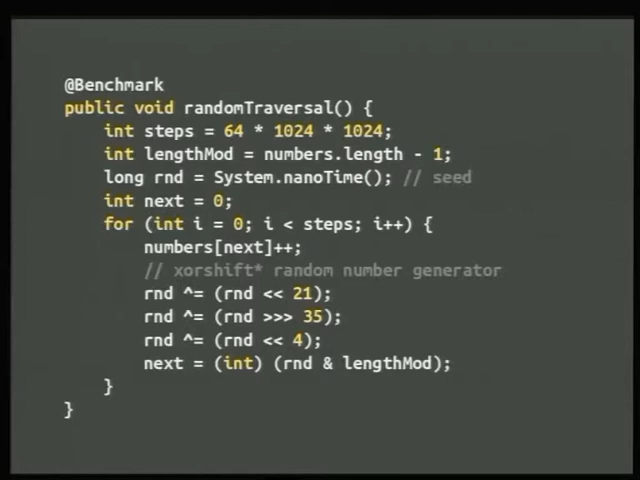 @Benchmark
public void randomTraversal() {
int steps = 64 * 1024 * 1024;
int lengthMod = numbers.length - 1;
long rnd = System.nanoTime(); // seed
int next = 0;
for (int i = 0; i < steps; i++) {
numbers[next]++;
// xorshift* random number generator
rnd ^= (rnd << 21);
rnd ^= (rnd >>> 35);
rnd ^= (rnd << 4);
next = (int) (rnd & lengthMod);
}
}